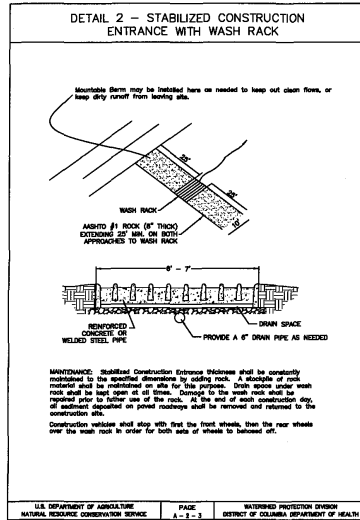 DETAIL 2 – STABILIZED CONSTRUCTION
ENTRANCE WITH WASH RACK
Mountable Berm may be installed here as needed to keep out clean flows, or
keep dirty runoff from leaving site.
25'
25'
10'
WASH RACK
AASHTO #1 ROCK (6" THICK)
EXTENDING 25' MIN. ON BOTH
APPROACHES TO WASH RACK
6' - 7'
REINFORCED
CONCRETE OR
WELDED STEEL PIPE
DRAIN SPACE
PROVIDE A 6" DRAIN PIPE AS NEEDED
MAINTENANCE: Stabilized Construction Entrance thickness shall be constantly
maintained to the specified dimensions by adding rock. A stockpile of rock
material shall be maintained on site for this purpose. Drain space under wash
rack shall be kept open at all times. Damage to the wash rack shall be
repaired prior to futher use of the rack. At the end of each construction day,
all sediment deposited on paved roadways shall be removed and returned to the
construction site.
Construction vehicles shall stop with first the front wheels, then the rear wheels
over the wash rack in order for both sets of wheels to behosed off.
U.S. DEPARTMENT OF AGRICULTURE
NATURAL RESOURCE CONSERVATION SERVICE
PAGE
A - 2 - 3
WATERSHED PROTECTION DIVISION
DISTRICT OF COLUMBIA DEPARTMENT OF HEALTH